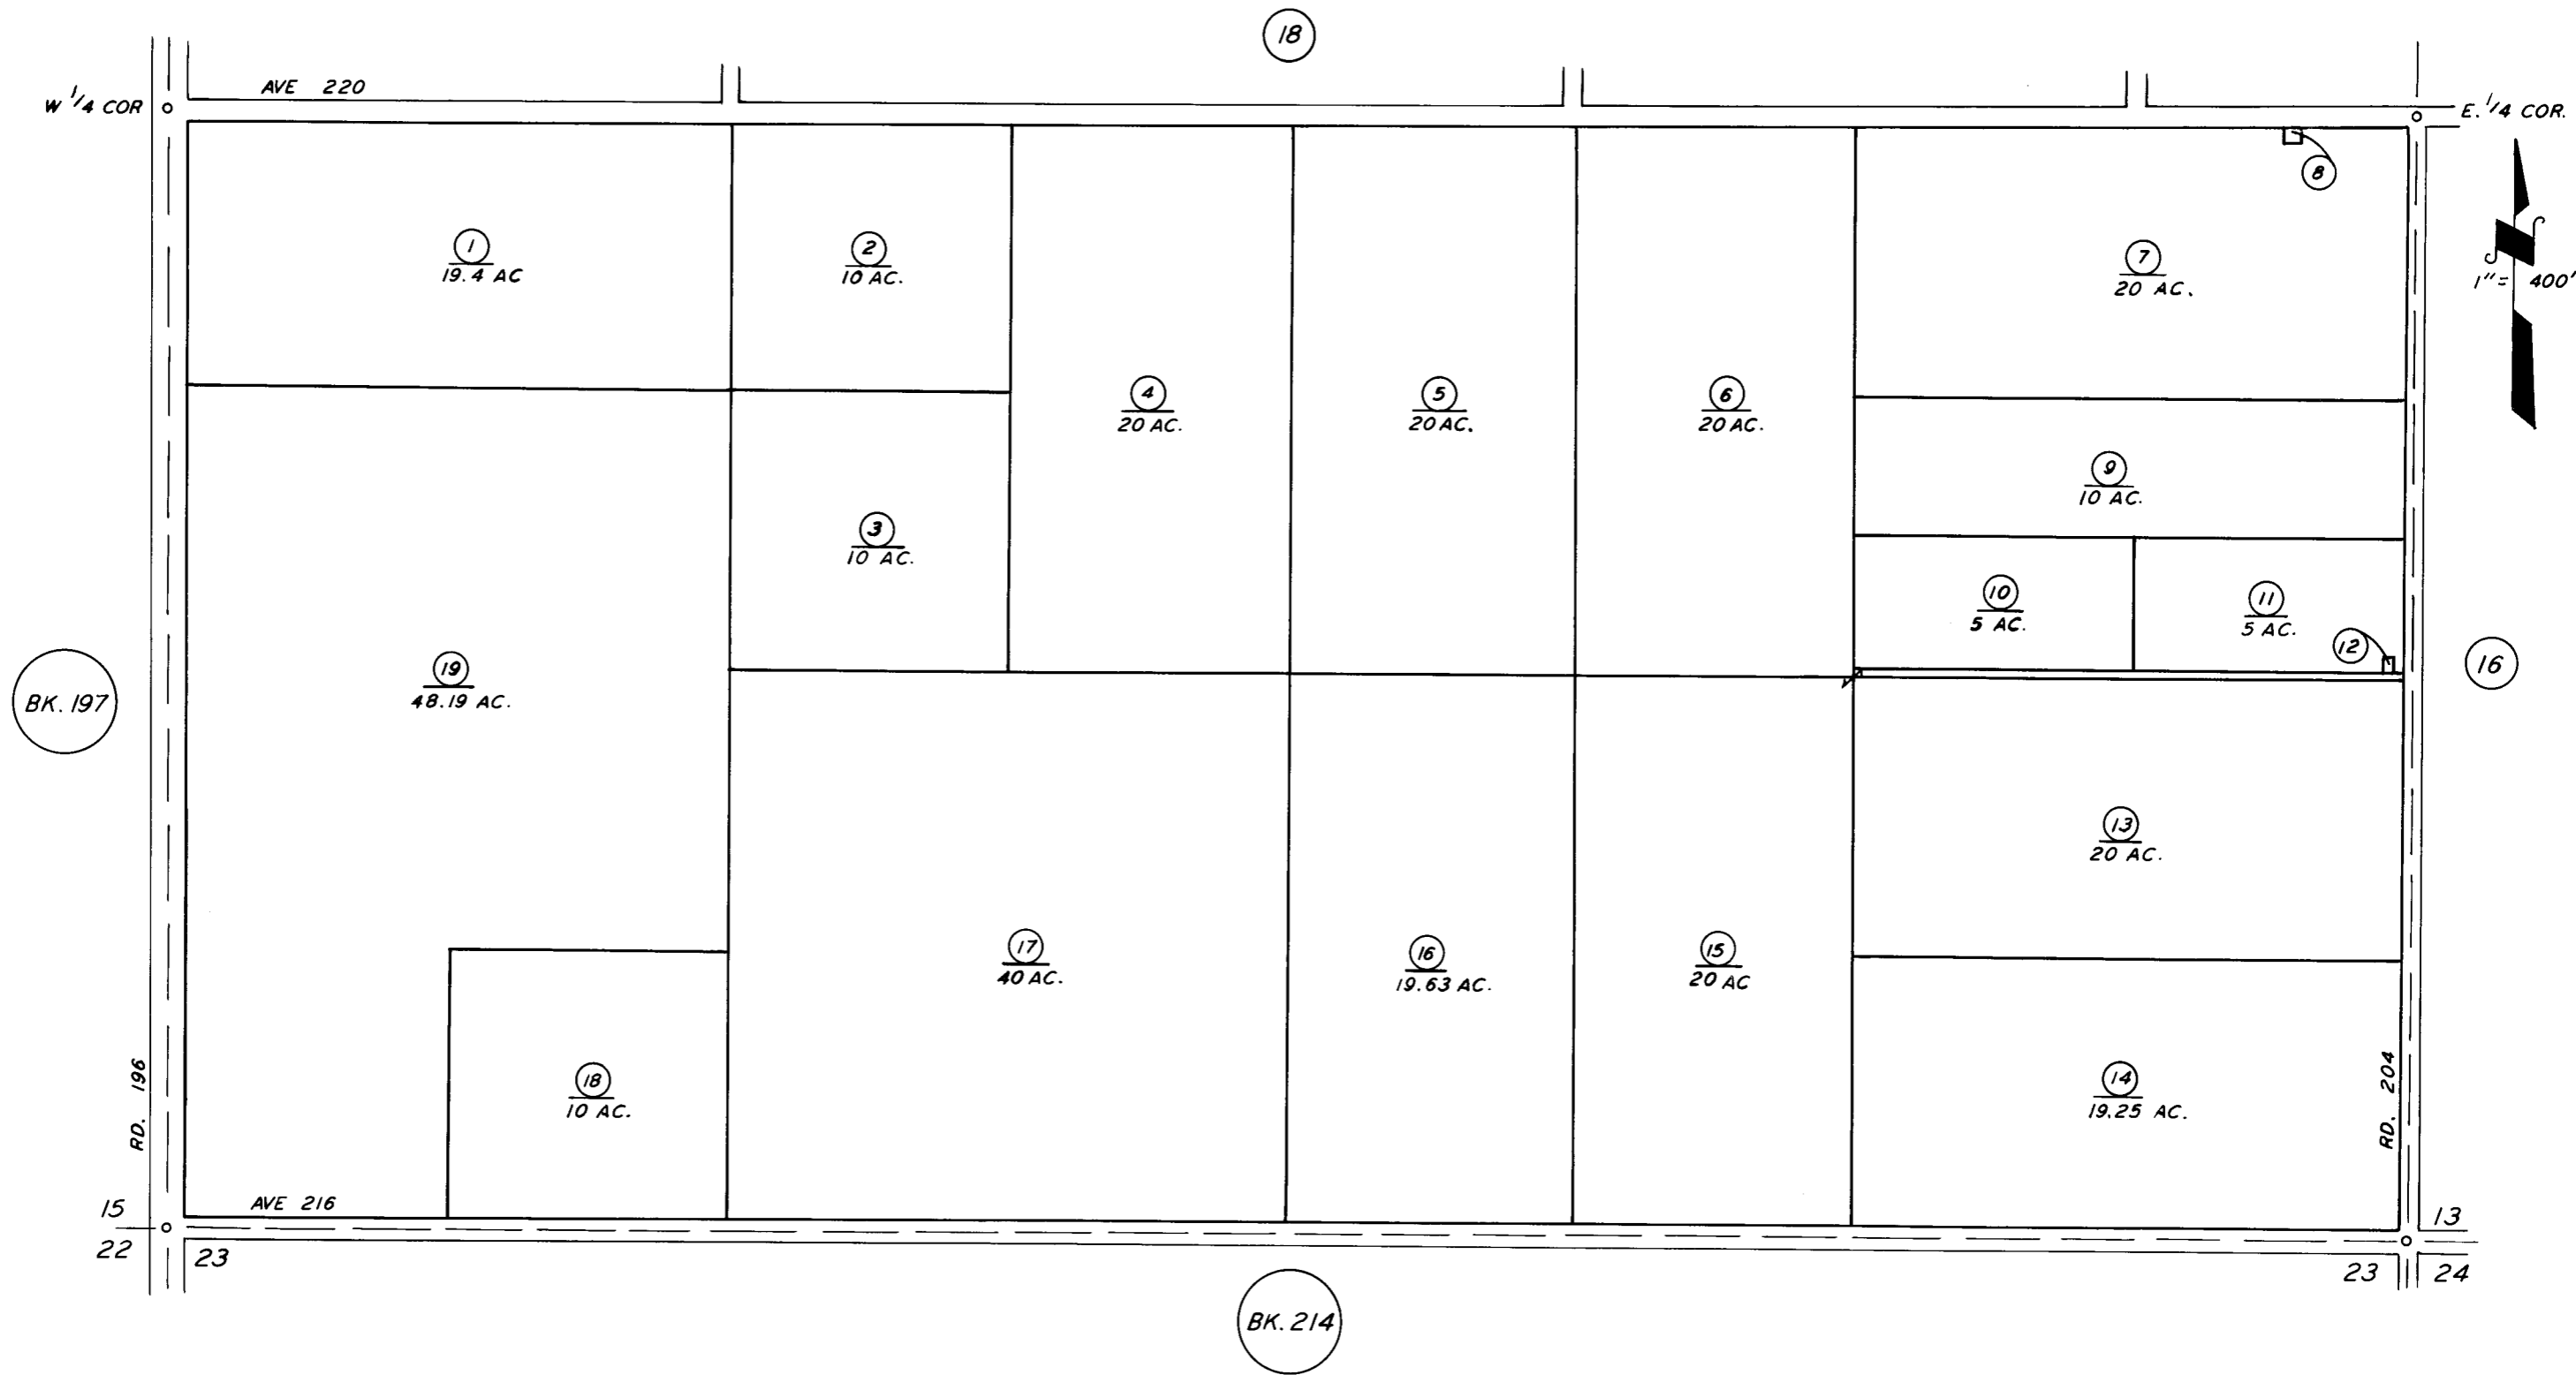 18
AVE 220
W 1/4 COR
E. 1/4 COR.
8
1
19.4 AC
2
10 AC.
7
20 AC.
1" = 400'
4
20 AC.
5
20 AC.
6
20 AC.
9
10 AC.
3
10 AC.
10
5 AC.
11
5 AC.
12
16
BK. 197
19
48.19 AC.
13
20 AC.
17
40 AC.
16
19.63 AC.
15
20 AC
18
10 AC.
14
19.25 AC.
RD. 196
RD. 204
AVE 216
15
13
22
23
23
24
BK. 214